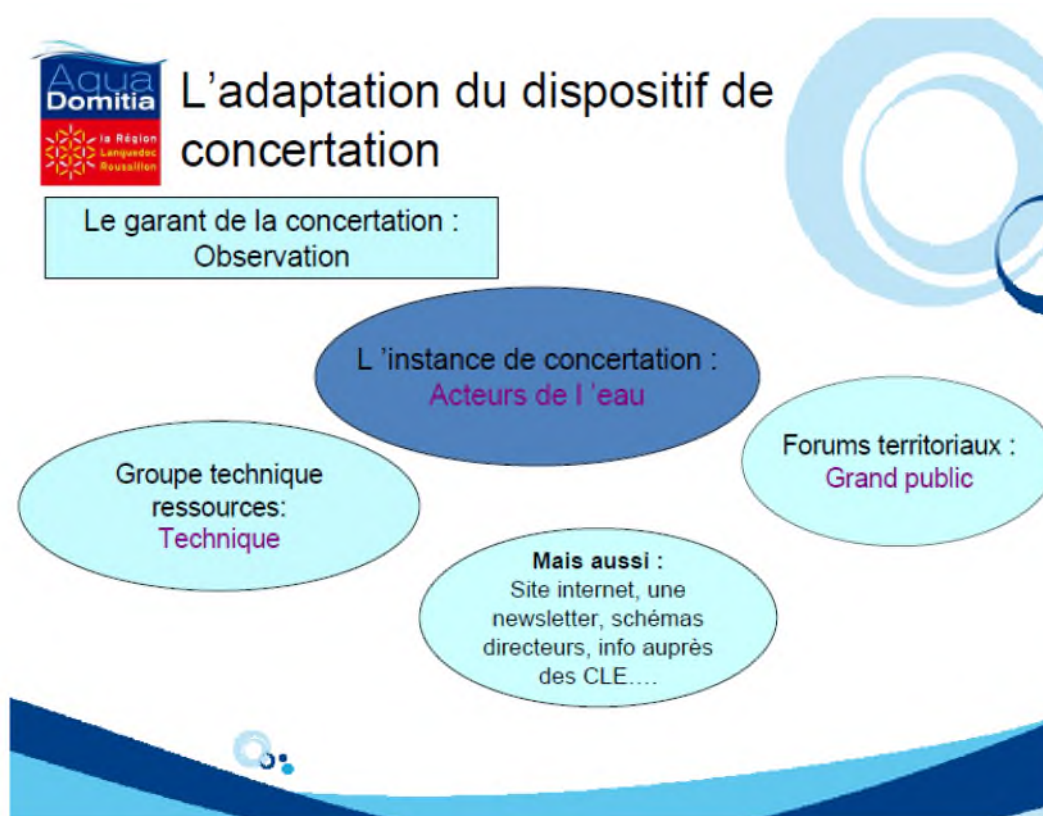 Aqua
Domitia
la Région
Languedoc
Roussillon
L'adaptation du dispositif de
concertation
Le garant de la concertation :
Observation
L 'instance de concertation :
Acteurs de l 'eau
Forums territoriaux :
Grand public
Groupe technique
ressources:
Technique
Mais aussi :
Site internet, une
newsletter, schémas
directeurs, info auprès
des CLE....